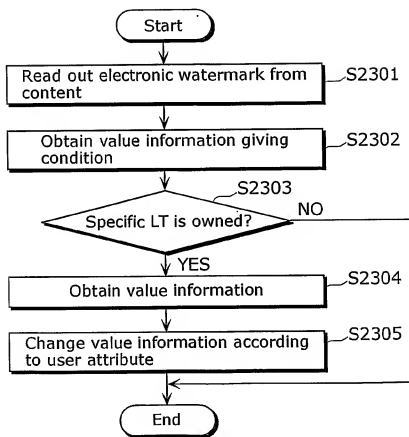 Start
Read out electronic watermark from
content
S2301
Obtain value information giving
condition
S2302
S2303
Specific LT is owned?
NO
YES
Obtain value information
S2304
Change value information according
to user attribute
S2305
End